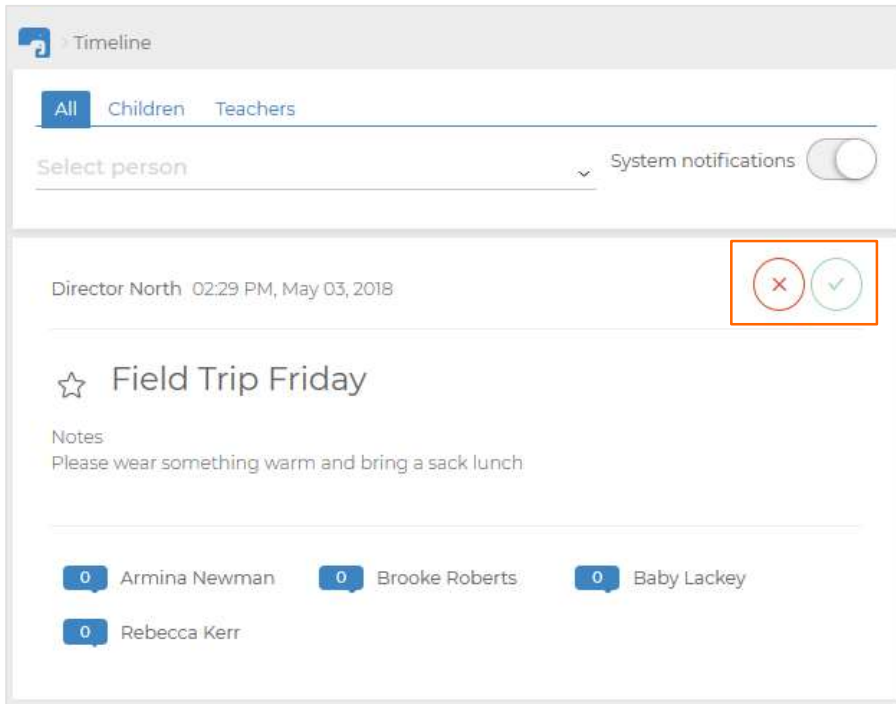 Timeline
All Children Teachers
Select person
System notifications
Director North 02:29 PM, May 03, 2018
Field Trip Friday
Notes
Please wear something warm and bring a sack lunch
0 Armina Newman 0 Brooke Roberts 0 Baby Lackey
0 Rebecca Kerr